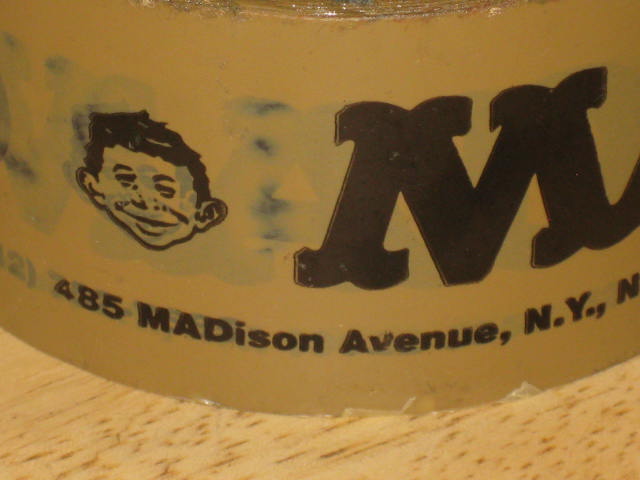 M
485 MADison Avenue, N.Y., N